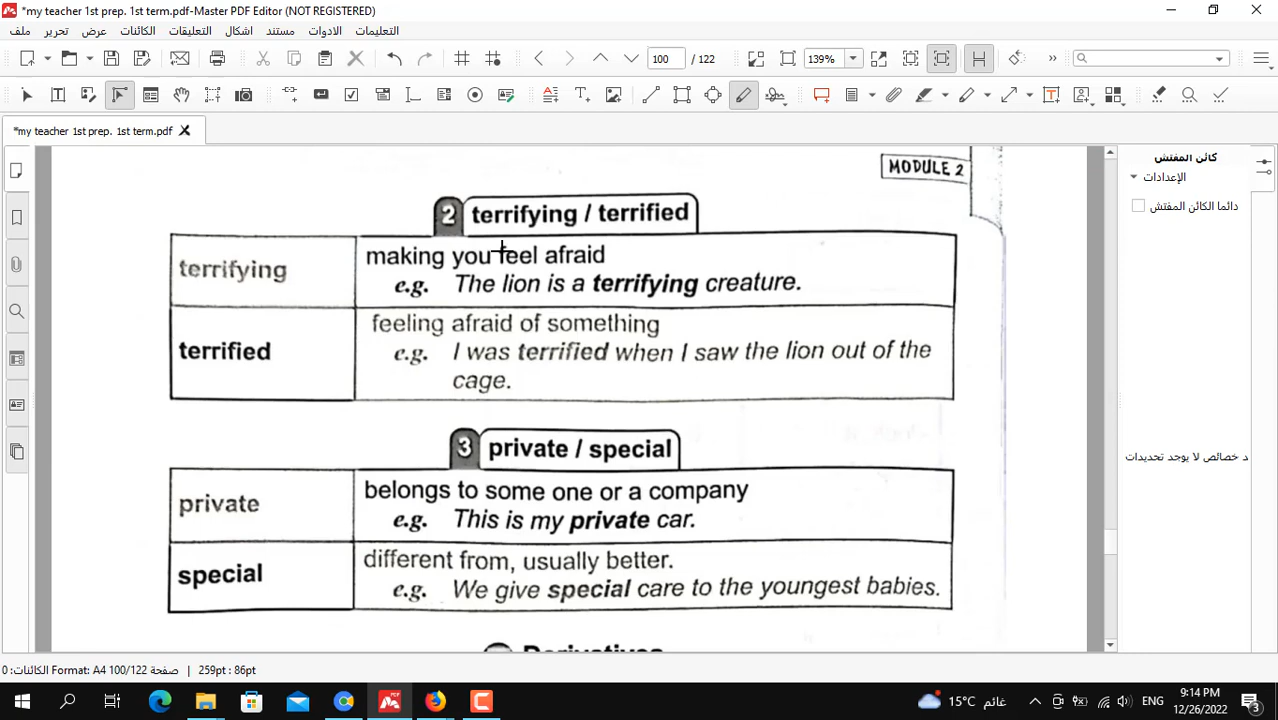 *my teacher 1st prep. 1st term.pdf-Master PDF Editor (NOT REGISTERED)
ملف تحرير عرض الكائنات التعليقات اشكال مستند الادوات التعليمات
100 / 122 139%
*my teacher 1st prep. 1st term.pdf
كائن المفتش
الإعدادات
دائما الكائن المفتش
د خصائص لا يوجد تحديدات
MODULE 2
2 terrifying / terrified
terrifying
making you feel afraid
e.g. The lion is a terrifying creature.
terrified
feeling afraid of something
e.g. I was terrified when I saw the lion out of the
cage.
3 private / special
private
belongs to some one or a company
e.g. This is my private car.
special
different from, usually better.
e.g. We give special care to the youngest babies.
Derivatives
0 :الكائنات Format: A4 100/122 صفحة 259pt : 86pt
15°C غائم
ENG
9:14 PM
12/26/2022
3